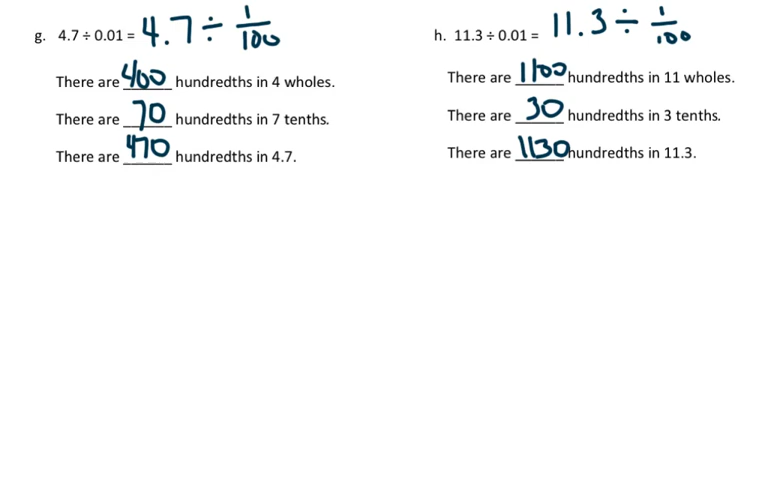 g. 4.7 ÷ 0.01 = 4.7 ÷ 1/100
There are 400 hundredths in 4 wholes.
There are 70 hundredths in 7 tenths.
There are 470 hundredths in 4.7.
h. 11.3 ÷ 0.01 = 11.3 ÷ 1/100
There are 1100 hundredths in 11 wholes.
There are 30 hundredths in 3 tenths.
There are 1130 hundredths in 11.3.